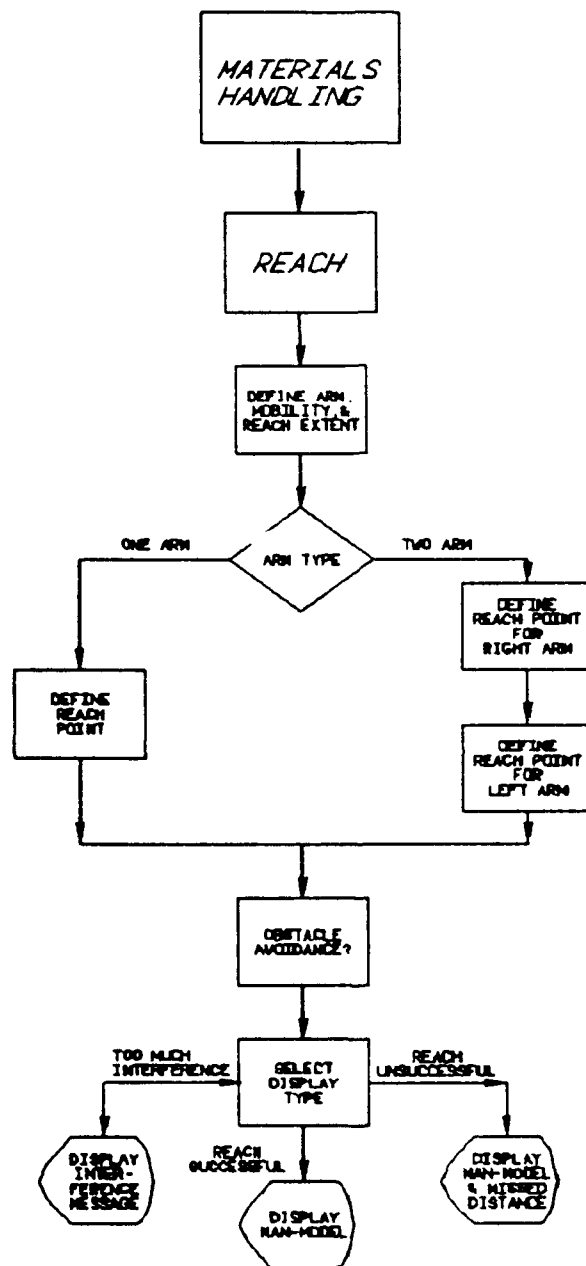 MATERIALS
HANDLING
REACH
DEFINE ARM,
MOBILITY, &
REACH EXTENT
ONE ARM
ARM TYPE
TWO ARM
DEFINE
REACH POINT
FOR
RIGHT ARM
DEFINE
REACH
POINT
DEFINE
REACH POINT
FOR
LEFT ARM
OBSTACLE
AVOIDANCE?
TOO MUCH
INTERFERENCE
SELECT
DISPLAY
TYPE
REACH
UNSUCCESSFUL
REACH
SUCCESSFUL
DISPLAY
INTER-
FERENCE
MESSAGE
DISPLAY
MAN-MODEL
DISPLAY
MAN-MODEL
& MISSED
DISTANCE